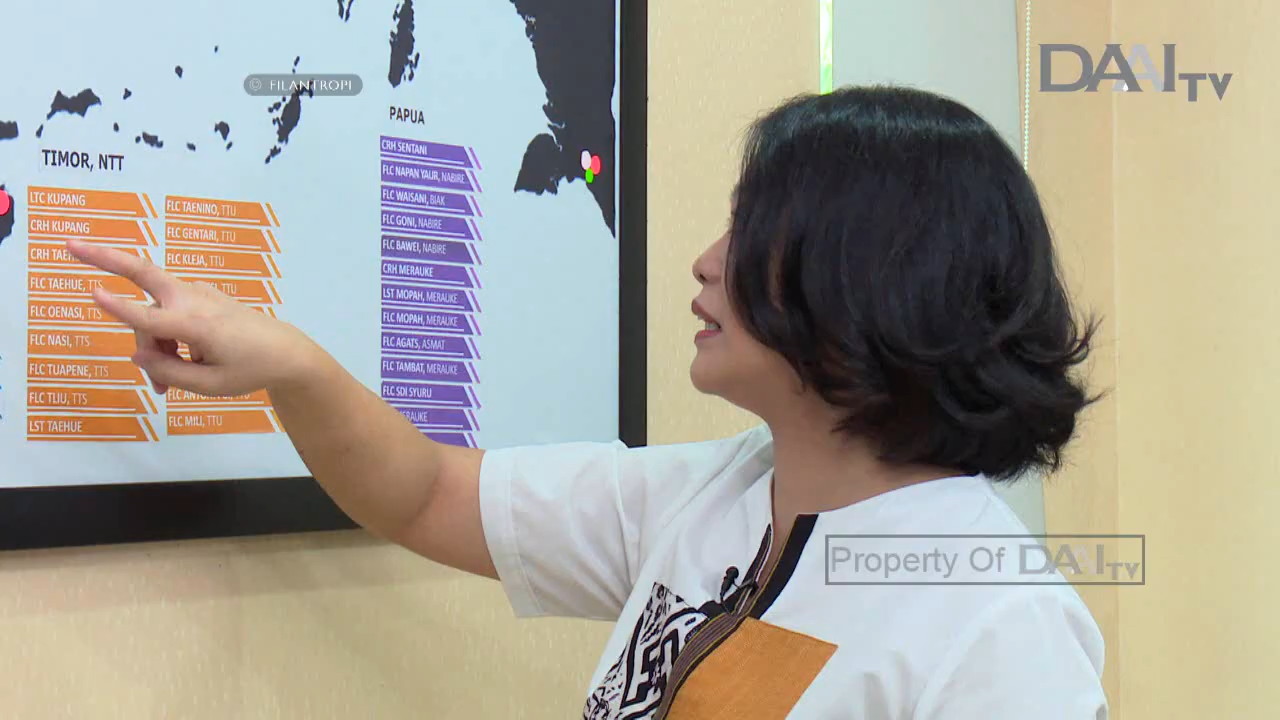 © FILANTROPI
DAAI TV
TIMOR, NTT
LTC KUPANG
CRH KUPANG
FLC TAEHUE, TTS
FLC OENASI, TTS
FLC NASI, TTS
FLC TUAPENE, TTS
FLC TLIU, TTS
LST TAEHUE
FLC TAENINO, TTU
FLC GENTARI, TTU
FLC KLEJA, TTU
TTU
FLC MILI, TTU
PAPUA
CRH SENTANI
FLC NAPAN YAUR, NABIRE
FLC WAISANI, BIAK
FLC GONI, NABIRE
FLC BAWEI, NABIRE
CRH MERAUKE
LST MOPAH, MERAUKE
FLC MOPAH, MERAUKE
FLC AGATS, ASMAT
FLC TAMBAT, MERAUKE
FLC SDI SYURU
MERAUKE
Property Of DAAI TV